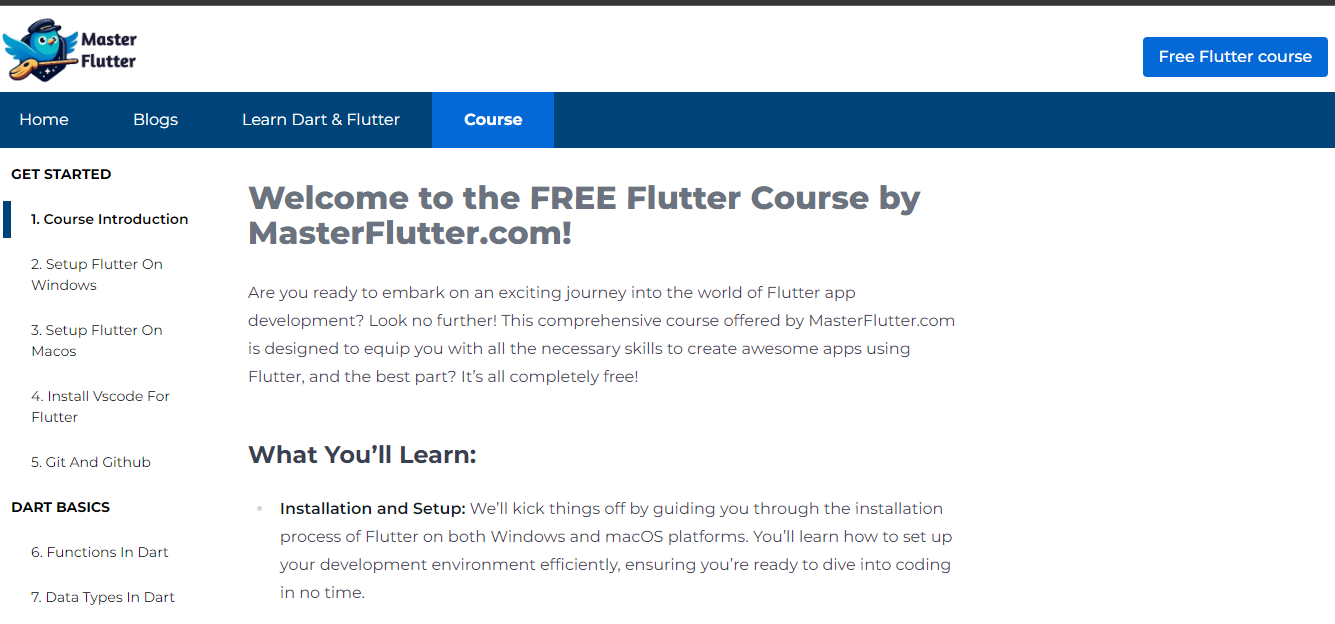 Master
Flutter
Free Flutter course
Home
Blogs
Learn Dart & Flutter
Course
GET STARTED
1. Course Introduction
2. Setup Flutter On
Windows
3. Setup Flutter On
Macos
4. Install Vscode For
Flutter
5. Git And Github
DART BASICS
6. Functions In Dart
7. Data Types In Dart
Welcome to the FREE Flutter Course by
MasterFlutter.com!
Are you ready to embark on an exciting journey into the world of Flutter app
development? Look no further! This comprehensive course offered by MasterFlutter.com
is designed to equip you with all the necessary skills to create awesome apps using
Flutter, and the best part? It’s all completely free!
What You’ll Learn:
Installation and Setup: We’ll kick things off by guiding you through the installation
process of Flutter on both Windows and macOS platforms. You’ll learn how to set up
your development environment efficiently, ensuring you’re ready to dive into coding
in no time.